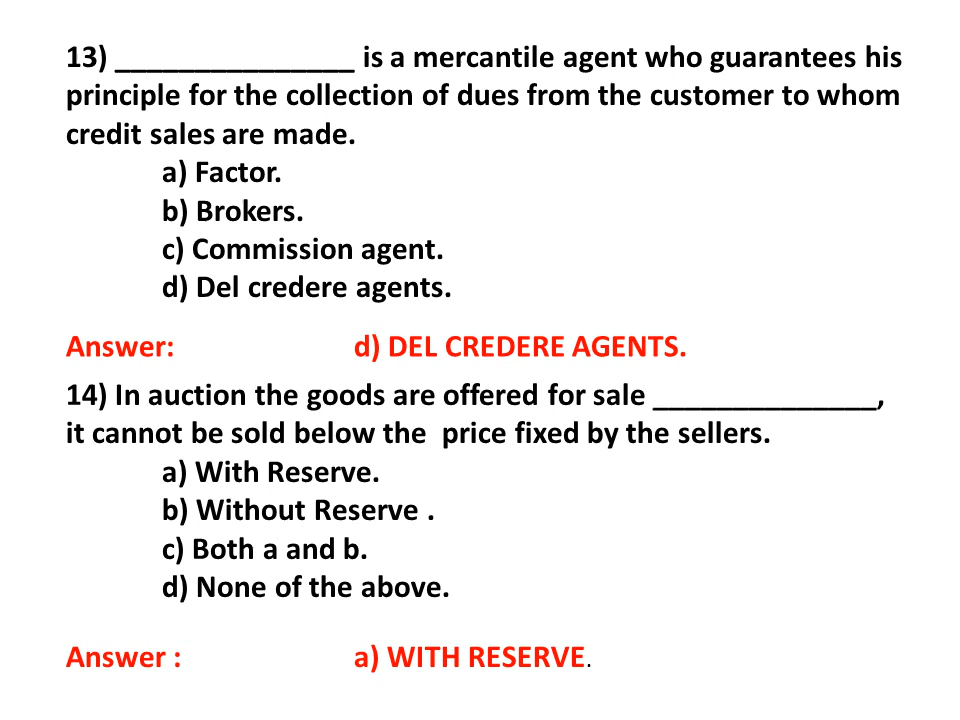 13) _______________ is a mercantile agent who guarantees his
principle for the collection of dues from the customer to whom
credit sales are made.
a) Factor.
b) Brokers.
c) Commission agent.
d) Del credere agents.
Answer: d) DEL CREDERE AGENTS.
14) In auction the goods are offered for sale ______________,
it cannot be sold below the  price fixed by the sellers.
a) With Reserve.
b) Without Reserve .
c) Both a and b.
d) None of the above.
Answer : a) WITH RESERVE.